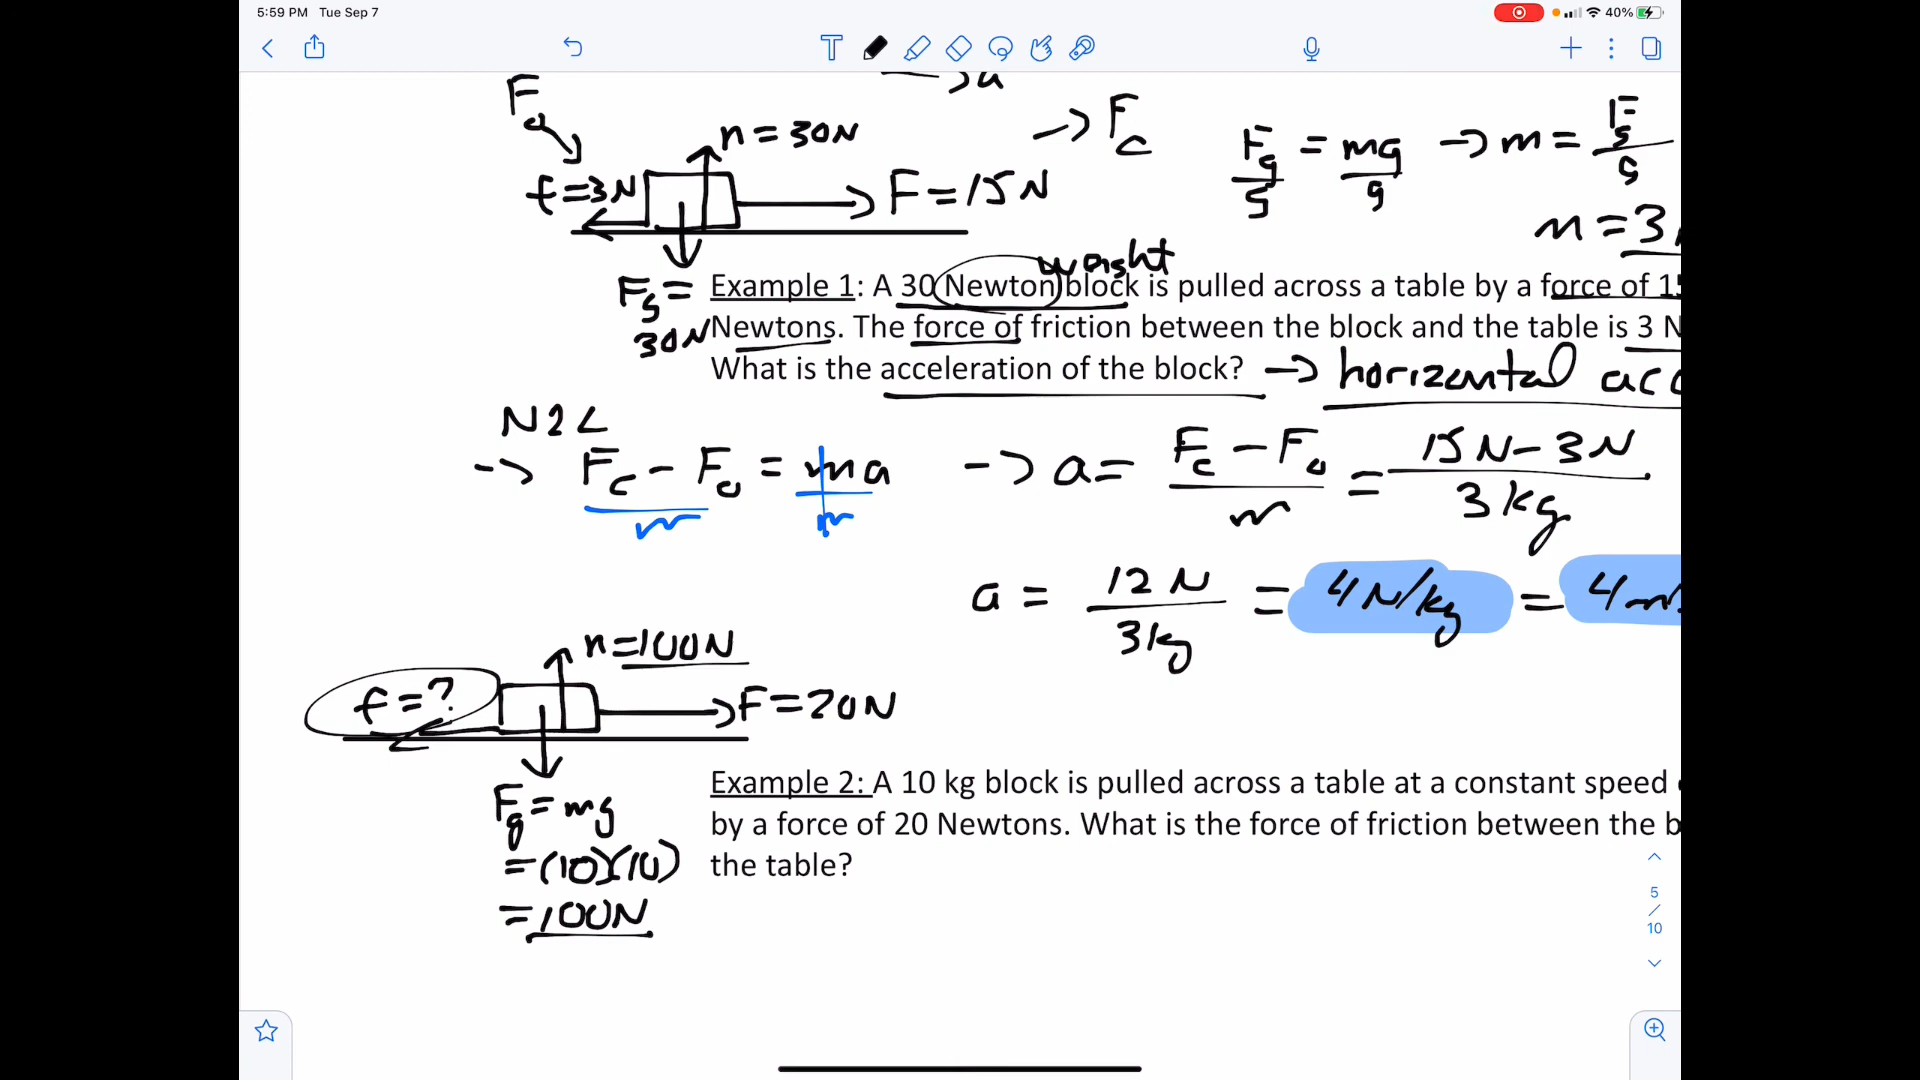 5:59 PM Tue Sep 7
40%
T
→ a
F
n = 30N
→ F_c
F_g/g = mg/g → m = F_g/g
f = 3N
F = 15N
m = 3
weight
F_g =
30N
Example 1: A 30 Newton block is pulled across a table by a force of 15
Newtons. The force of friction between the block and the table is 3 N
What is the acceleration of the block? → horizontal acc
N2L
→ F_c - F_a = ma → a = F_c - F_a / m = 15N - 3N / 3kg
m m
a = 12N / 3kg = 4N/kg = 4 m/s
n = 100N
f = ?
F = 20N
F_g = mg
= (10)(10)
= 100N
Example 2: A 10 kg block is pulled across a table at a constant speed
by a force of 20 Newtons. What is the force of friction between the b
the table?
5
/
10